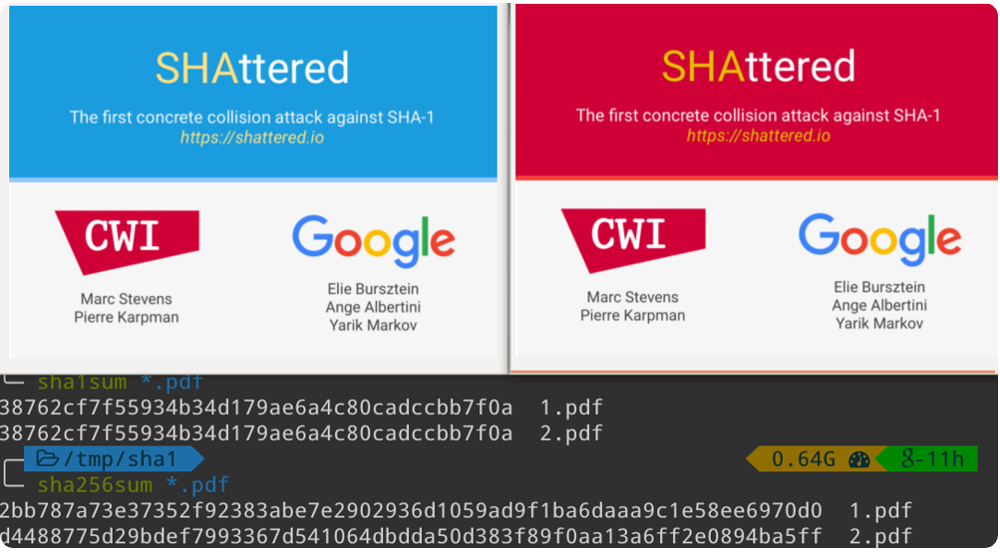 SHAttered
The first concrete collision attack against SHA-1
https://shattered.io
CWI
Marc Stevens
Pierre Karpman
Google
Elie Bursztein
Ange Albertini
Yarik Markov
SHAttered
The first concrete collision attack against SHA-1
https://shattered.io
CWI
Marc Stevens
Pierre Karpman
Google
Elie Bursztein
Ange Albertini
Yarik Markov
sha1sum *.pdf
38762cf7f55934b34d179ae6a4c80cadccbb7f0a 1.pdf
38762cf7f55934b34d179ae6a4c80cadccbb7f0a 2.pdf
/tmp/sha1 0.64G 8-11h
sha256sum *.pdf
2bb787a73e37352f92383abe7e2902936d1059ad9f1ba6daaa9c1e58ee6970d0 1.pdf
d4488775d29bdef7993367d541064dbdda50d383f89f0aa13a6ff2e0894ba5ff 2.pdf